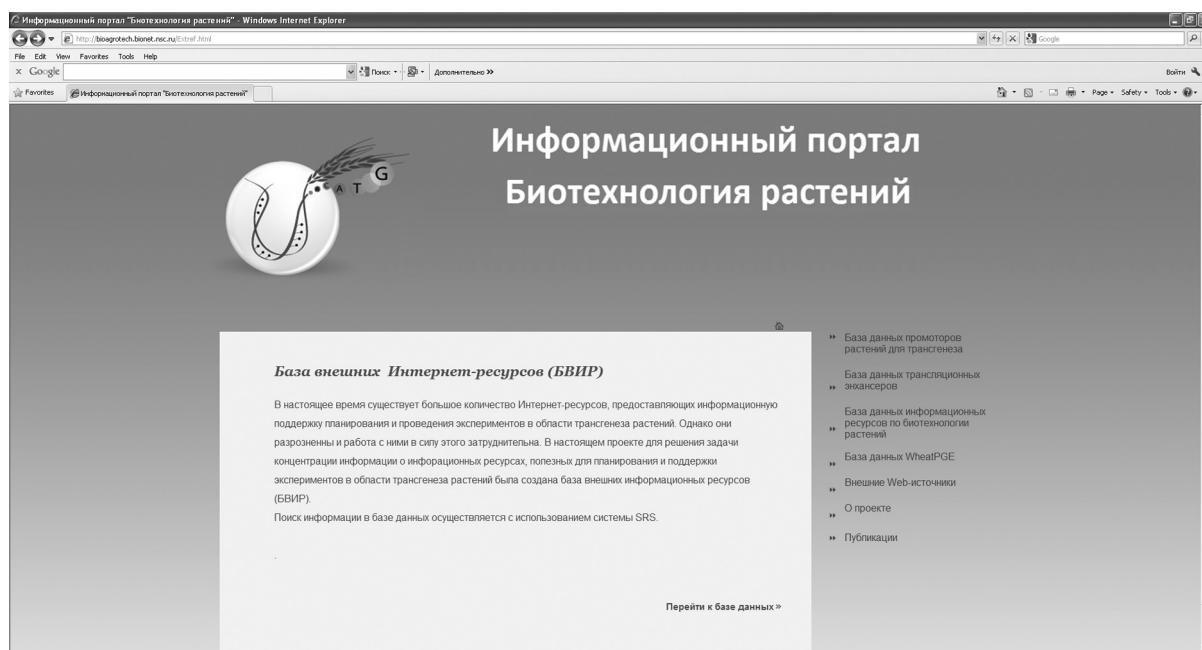 Информационный портал "Биотехнология растений" - Windows Internet Explorer
http://bioagrotech.bionet.nsc.ru/Extref.html
Google
File Edit View Favorites Tools Help
x Google Поиск Дополнительно »
Войти
Favorites Информационный портал "Биотехнология растений"
Page Safety Tools
Информационный портал
Биотехнология растений
A T G
База внешних Интернет-ресурсов (БВИР)
В настоящее время существует большое количество Интернет-ресурсов, предоставляющих информационную
поддержку планирования и проведения экспериментов в области трансгенеза растений. Однако они
разрозненны и работа с ними в силу этого затруднительна. В настоящем проекте для решения задачи
концентрации информации о инфорационных ресурсах, полезных для планирования и поддержки
экспериментов в области трансгенеза растений была создана база внешних информационных ресурсов
(БВИР).
Поиск информации в базе данных осуществляется с использованием системы SRS.
.
Перейти к базе данных »
База данных промоторов
растений для трансгенеза
База данных трансляционных
энхансеров
База данных информационных
ресурсов по биотехнологии
растений
База данных WheatPGE
Внешние Web-источники
О проекте
Публикации